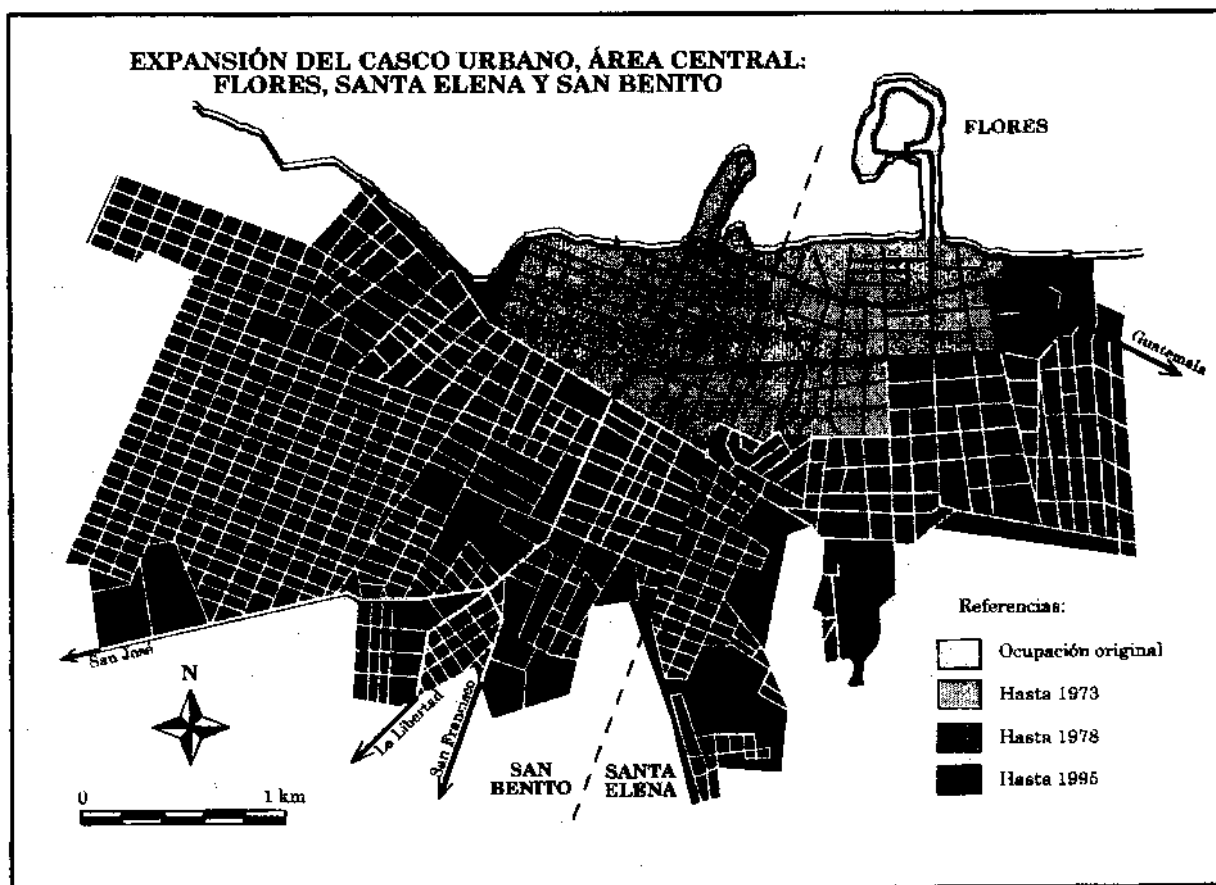 EXPANSIÓN DEL CASCO URBANO, ÁREA CENTRAL:
FLORES, SANTA ELENA Y SAN BENITO
FLORES
Guatemala
Referencias:
Ocupación original
Hasta 1973
Hasta 1978
Hasta 1995
San José
N
La Libertad
San Francisco
SAN
BENITO
SANTA
ELENA
0 1 km